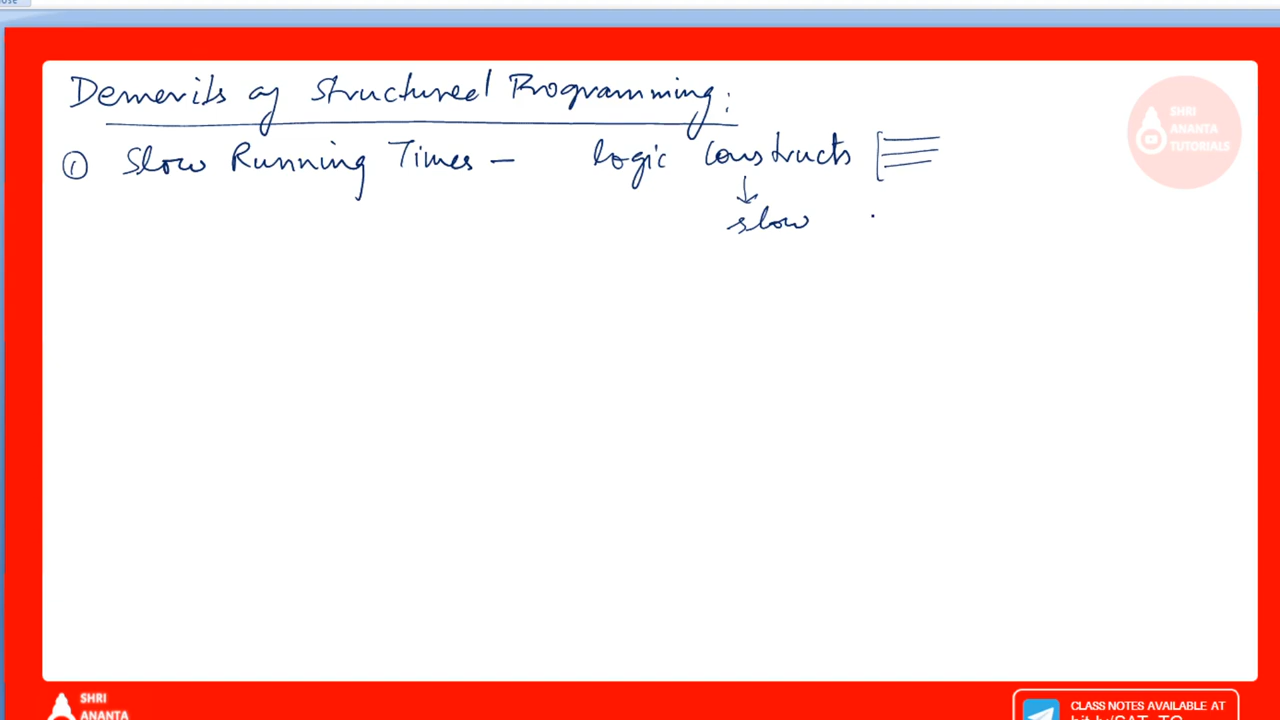 ose
Demerits of Structured Programming:
① Slow Running Times - logic constructs
↓
slow
SHRI
ANANTA
TUTORIALS
SHRI
ANANTA
CLASS NOTES AVAILABLE AT